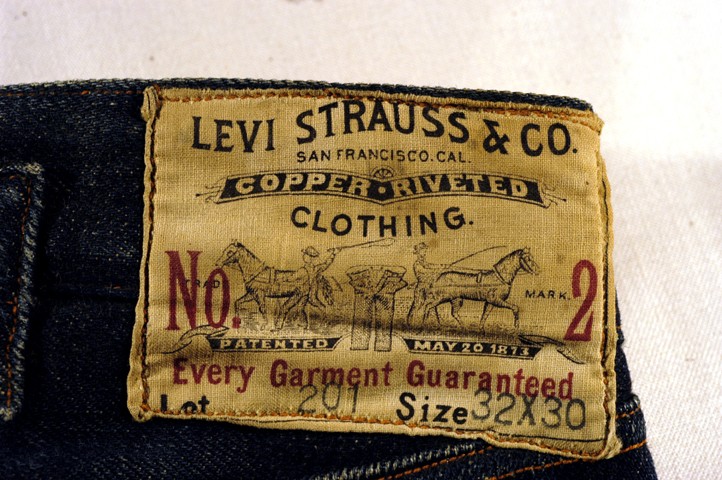 LEVI STRAUSS & CO.
SAN FRANCISCO.CAL.
COPPER-RIVETED
CLOTHING.
TRADE MARK.
No. 2
PATENTED MAY 20 1873
Every Garment Guaranteed
Lot 201 Size 32X30